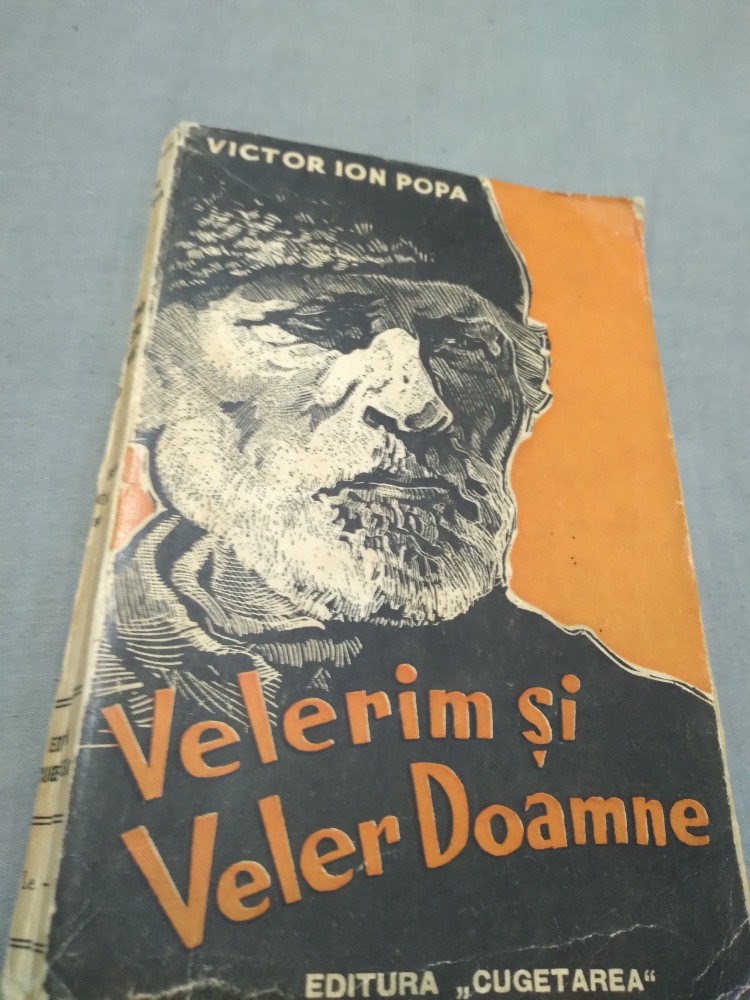 VICTOR ION POPA
Velerim și
Veler Doamne
EDITURA „CUGETAREA“